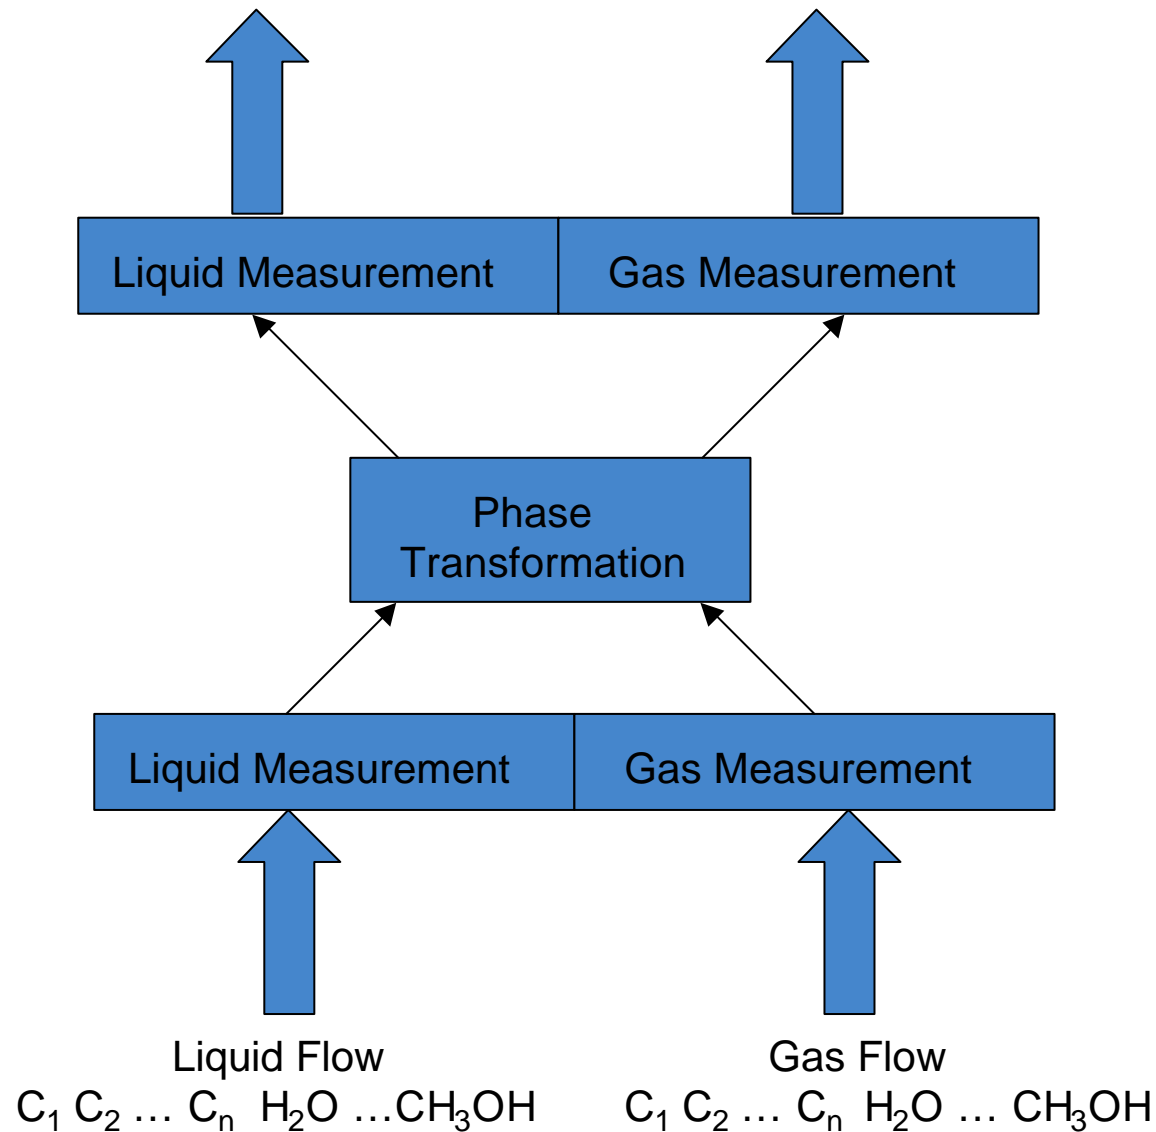 Liquid Measurement Gas Measurement
Phase
Transformation
Liquid Measurement Gas Measurement
Liquid Flow Gas Flow
C₁ C₂ … Cₙ H₂O …CH₃OH C₁ C₂ … Cₙ H₂O … CH₃OH